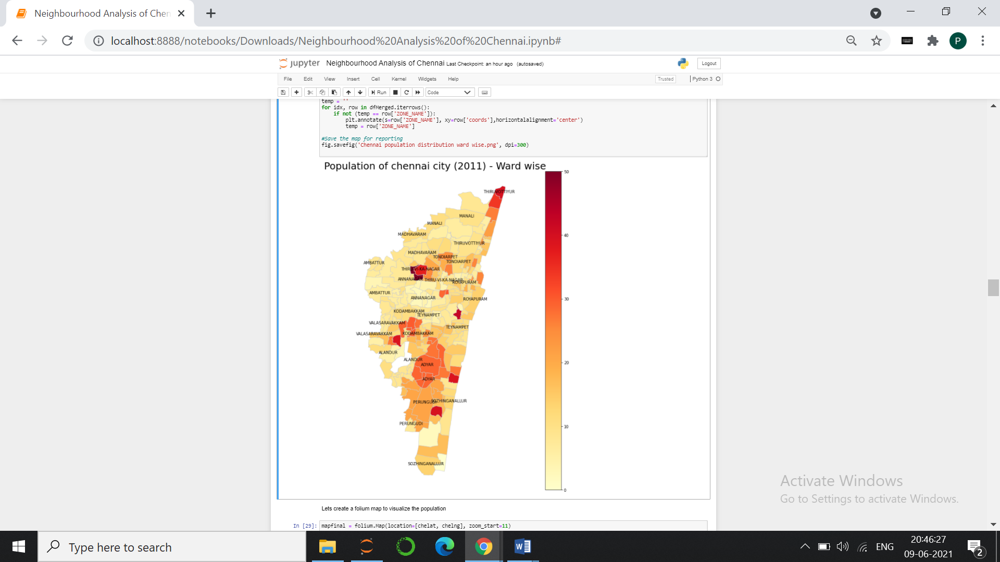 Neighbourhood Analysis of Chen
localhost:8888/notebooks/Downloads/Neighbourhood%20Analysis%20of%20Chennai.ipynb#
P
jupyter Neighbourhood Analysis of Chennai Last Checkpoint: an hour ago (autosaved)
Logout
File Edit View Insert Cell Kernel Widgets Help
Trusted
Python 3
Run
Code
temp = ''
for idx, row in dfMerged.iterrows():
if not (temp == row['ZONE_NAME']):
plt.annotate(s=row['ZONE_NAME'], xy=row['coords'],horizontalalignment='center')
temp = row['ZONE_NAME']
#Save the map for reporting
fig.savefig('Chennai population distribution ward wise.png', dpi=300)
Population of chennai city (2011) - Ward wise
50
THIRUVOTTIYUR
MANALI
MANALI
MADHAVARAM
40
THIRUVOTTIYUR
MADHAVARAM
TONDIARPET
TONDIARPET
AMBATTUR
THIRU-VI-KA-NAGAR
ANNANAGAR
THIRU-VI-KA-NAGAR
ROYAPURAM
AMBATTUR
ANNANAGAR
ROYAPURAM
30
KODAMBAKKAM
TEYNAMPET
VALASARAVAKKAM
TEYNAMPET
VALASARAVAKKAM
KODAMBAKKAM
ALANDUR
ALANDUR
20
ADYAR
ADYAR
PERUNGUDI
SOZHINGANALLUR
PERUNGUDI
10
SOZHINGANALLUR
0
Lets create a folium map to visualize the population
In [29]: mapfinal = folium.Map(location=[chelat, chelng], zoom_start=11)
Activate Windows
Go to Settings to activate Windows.
Type here to search
W
ENG
20:46:27
09-06-2021
2